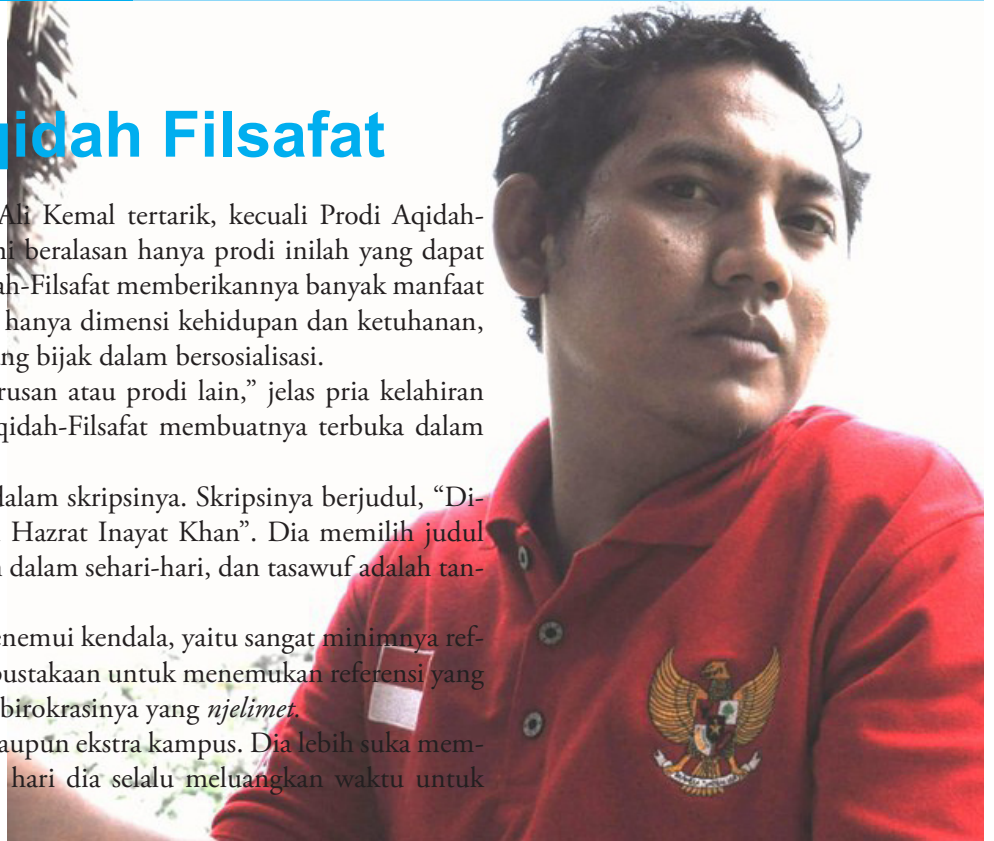 qidah Filsafat
Ali Kemal tertarik, kecuali Prodi Aqidah-
ni beralasan hanya prodi inilah yang dapat
ah-Filsafat memberikannya banyak manfaat
hanya dimensi kehidupan dan ketuhanan,
ng bijak dalam bersosialisasi.
rusan atau prodi lain,” jelas pria kelahiran
qidah-Filsafat membuatnya terbuka dalam
dalam skripsinya. Skripsinya berjudul, “Di-
Hazrat Inayat Khan”. Dia memilih judul
dalam sehari-hari, dan tasawuf adalah tan-
enemui kendala, yaitu sangat minimnya ref-
pustakaan untuk menemukan referensi yang
birokrasinya yang njelimet.
aupun ekstra kampus. Dia lebih suka mem-
hari dia selalu meluangkan waktu untuk